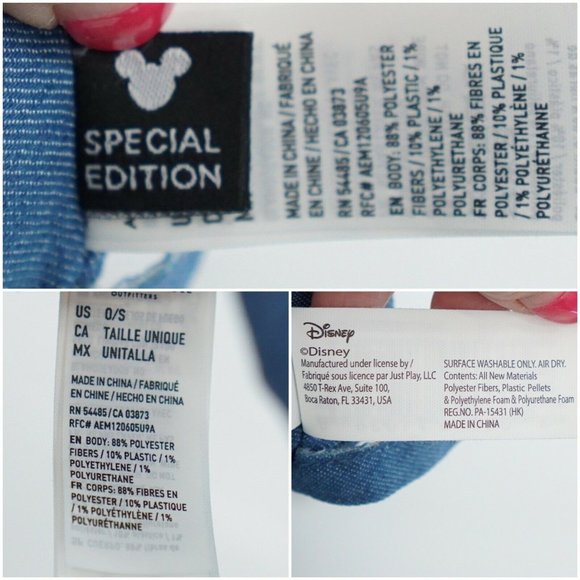 SPECIAL
EDITION
MADE IN CHINA / FABRIQUÉ
EN CHINE / HECHO EN CHINA
RN 54485 / CA 03873
RFC# AEM120605U9A
EN BODY: 88% POLYESTER
FIBERS / 10% PLASTIC / 1%
POLYETHYLENE / 1%
POLYURETHANE
FR CORPS: 88% FIBRES EN
POLYESTER / 10% PLASTIQUE
/ 1% POLYÉTHYLÈNE / 1%
POLYURÉTHANNE
OUTFITTERS
US O/S
CA TAILLE UNIQUE
MX UNITALLA
MADE IN CHINA / FABRIQUÉ
EN CHINE / HECHO EN CHINA
RN 54485 / CA 03873
RFC# AEM120605U9A
EN BODY: 88% POLYESTER
FIBERS / 10% PLASTIC / 1%
POLYETHYLENE / 1%
POLYURETHANE
FR CORPS: 88% FIBRES EN
POLYESTER / 10% PLASTIQUE
/ 1% POLYÉTHYLÈNE / 1%
POLYURÉTHANNE
Disney
©Disney
Manufactured under license by /
Fabriqué sous licence par Just Play, LLC
4850 T-Rex Ave, Suite 100,
Boca Raton, FL 33431, USA
SURFACE WASHABLE ONLY. AIR DRY.
Contents: All New Materials
Polyester Fibers, Plastic Pellets
& Polyethylene Foam & Polyurethane Foam
REG.NO. PA-15431 (HK)
MADE IN CHINA